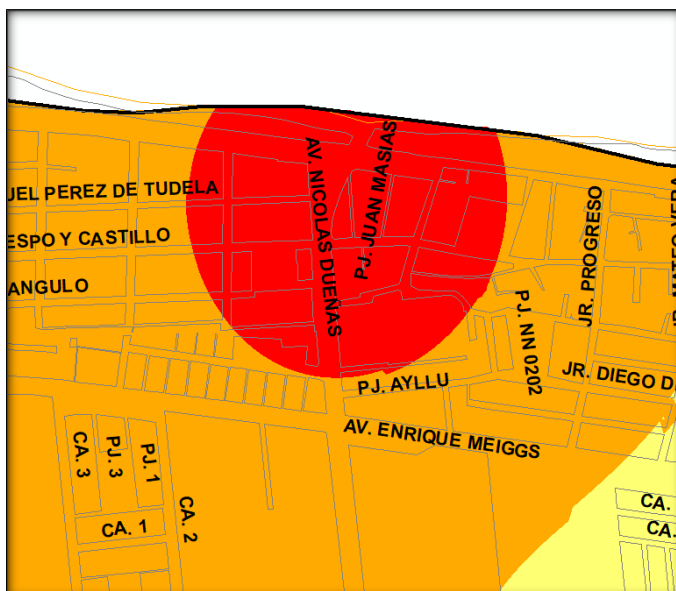 UEL PEREZ DE TUDELA
ESPO Y CASTILLO
ANGULO
AV. NICOLAS DUEÑAS
PJ. JUAN MASIAS
JR. PROGRESO
PJ. NN 0202
PJ. AYLLU
JR. DIEGO D
AV. ENRIQUE MEIGGS
CA. 3
PJ. 3
PJ. 1
CA. 2
CA. 1
CA.
CA.